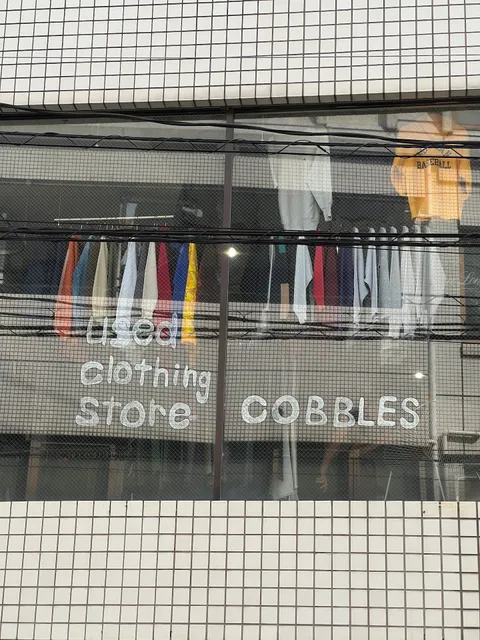 BASEBALL
used
clothing
store
COBBLES